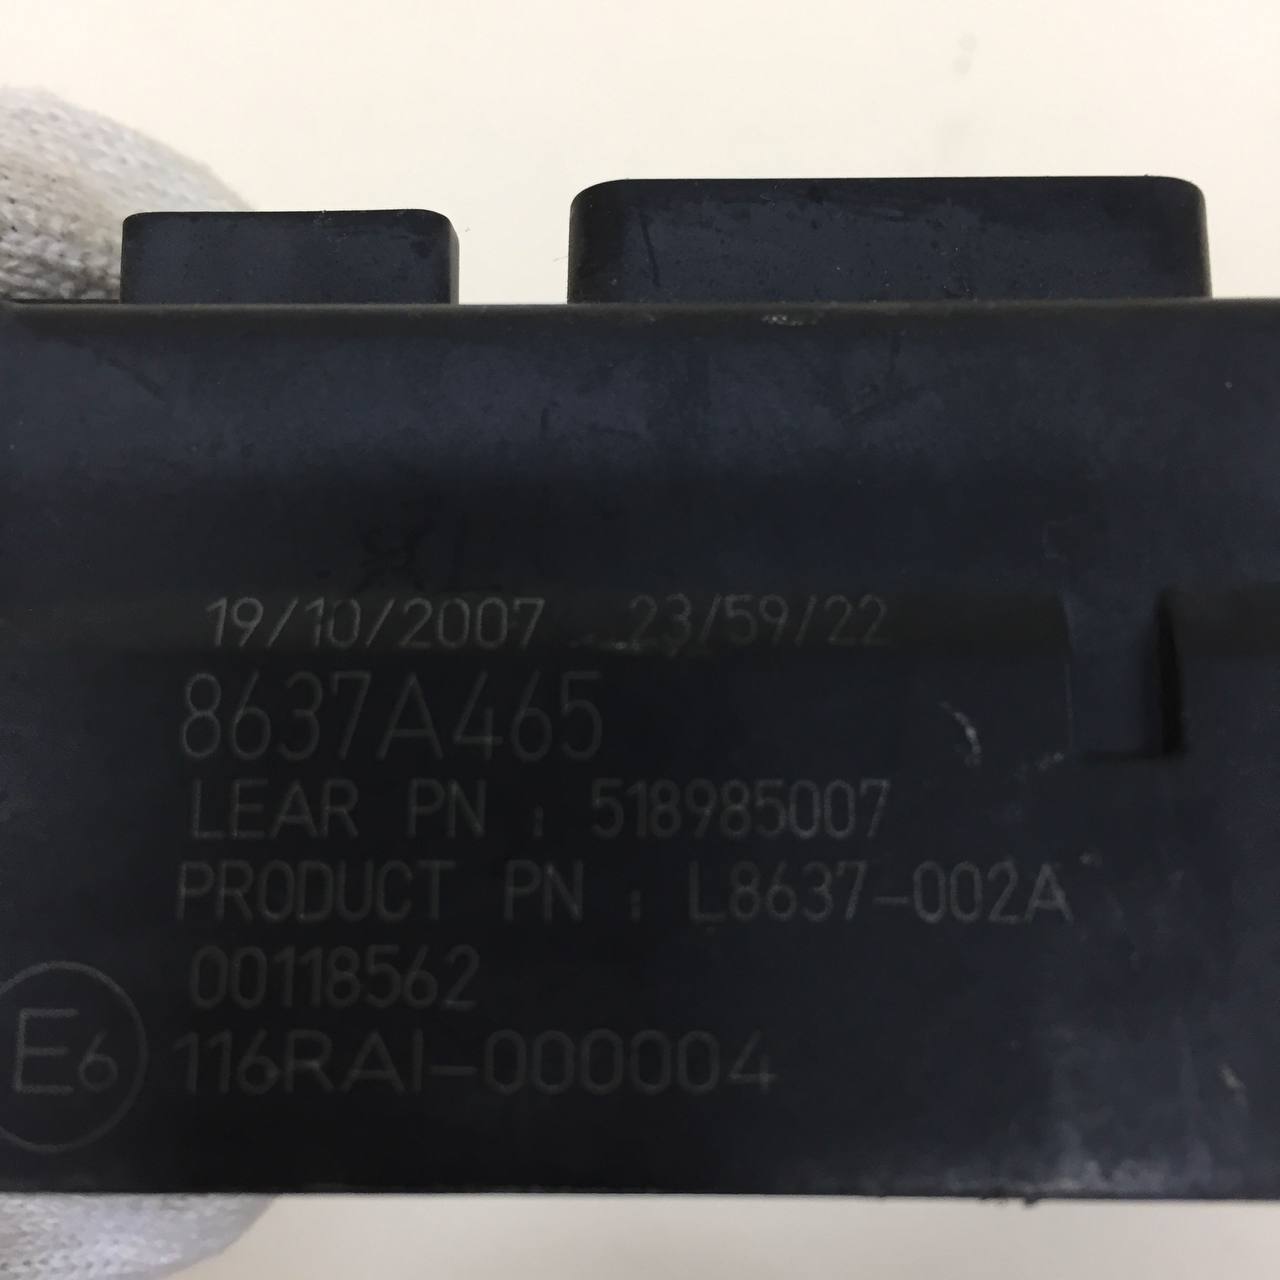 19/10/2007 23/59/22
8637A465
LEAR PN : 518985007
PRODUCT PN : L8637-002A
00118562
E6 116RAI-000004